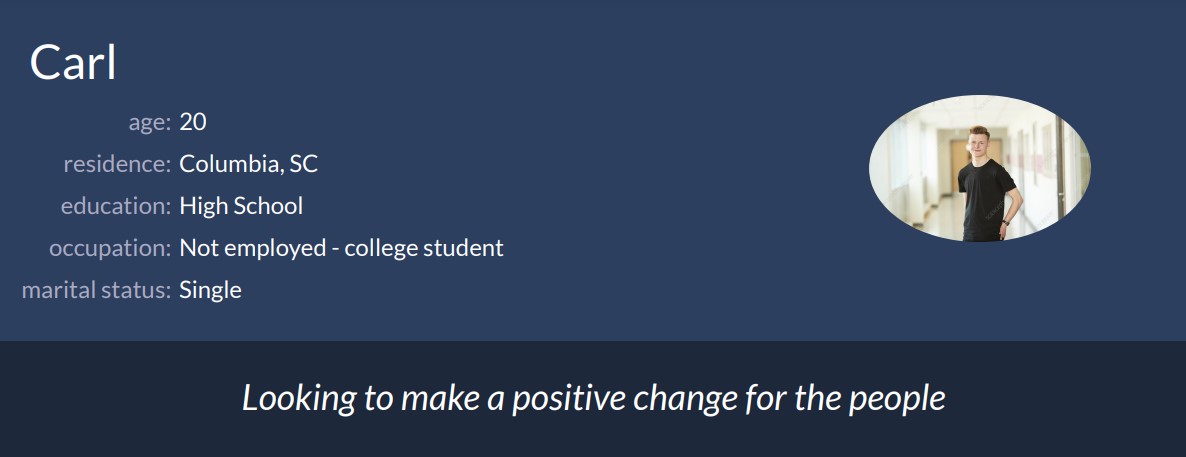 Carl
age: 20
residence: Columbia, SC
education: High School
occupation: Not employed - college student
marital status: Single
Looking to make a positive change for the people